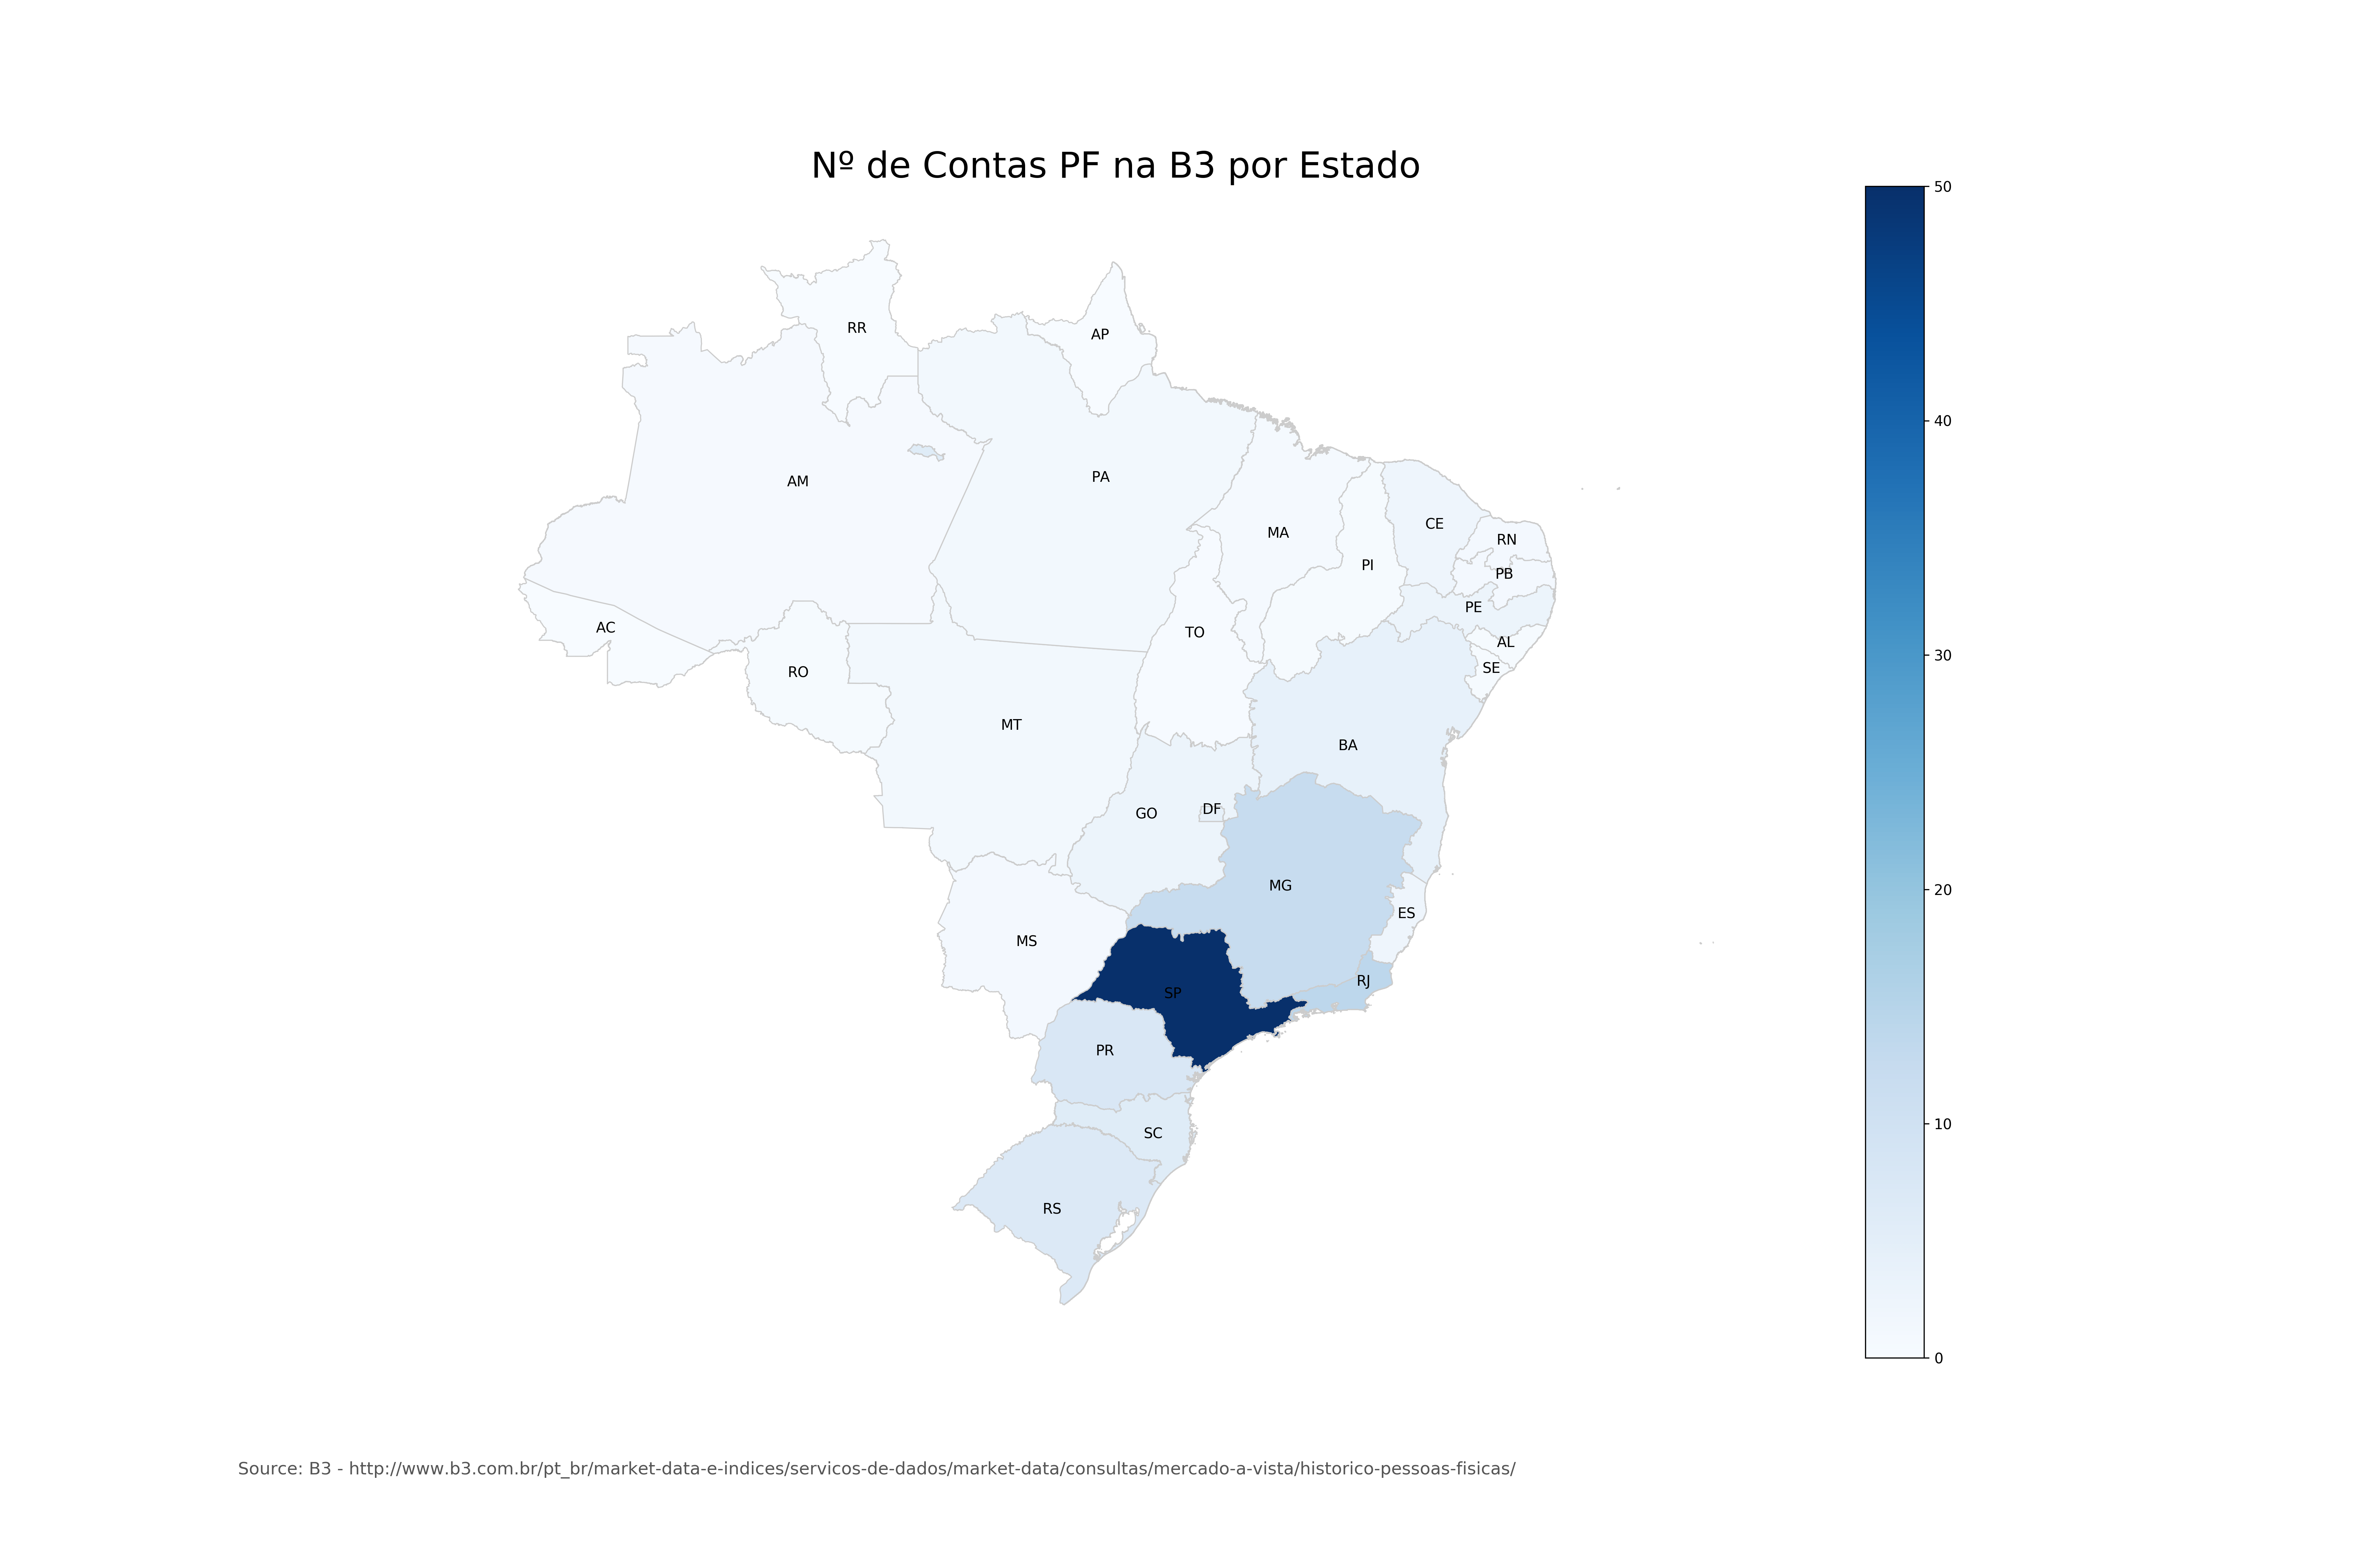 Nº de Contas PF na B3 por Estado
50
RR
AP
40
PA
AM
CE
MA
RN
PI
PB
30
PE
AC
TO
AL
SE
RO
MT
BA
DF
GO
20
MG
ES
MS
RJ
SP
PR
10
SC
RS
0
Source: B3 - http://www.b3.com.br/pt_br/market-data-e-indices/servicos-de-dados/market-data/consultas/mercado-a-vista/historico-pessoas-fisicas/